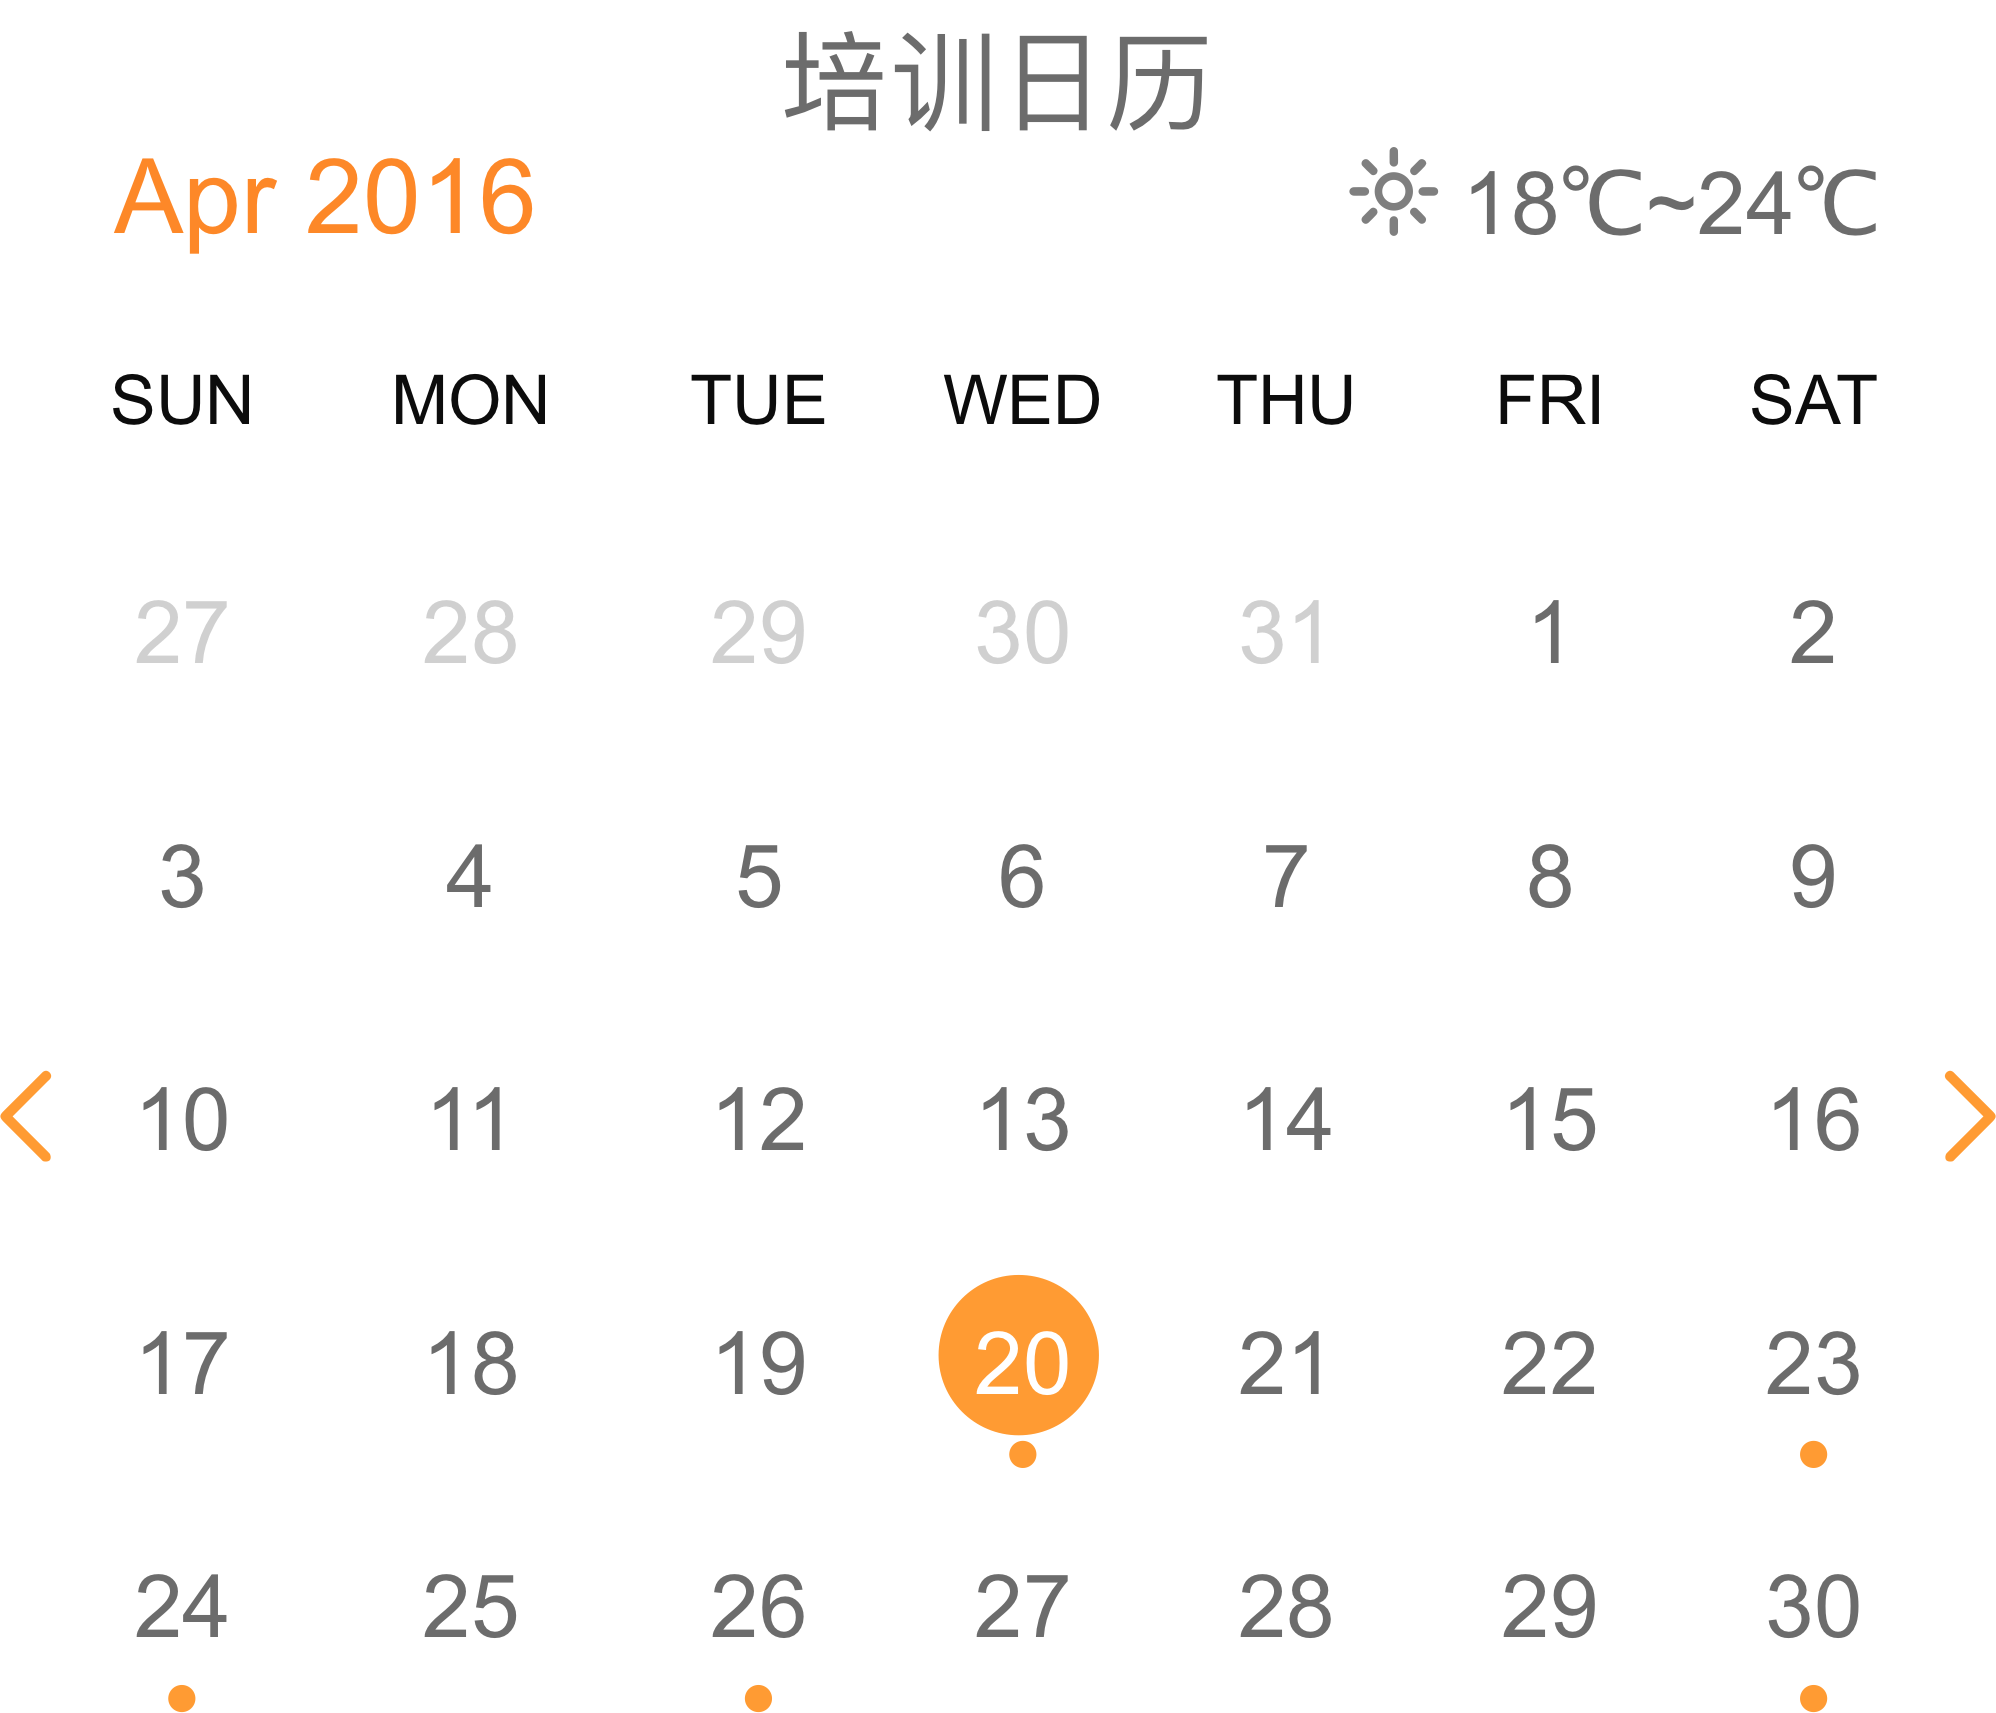 培训日历
Apr 2016 18℃~24℃
SUN MON TUE WED THU FRI SAT
27 28 29 30 31 1 2
3 4 5 6 7 8 9
10 11 12 13 14 15 16
17 18 19 20 21 22 23
24 25 26 27 28 29 30